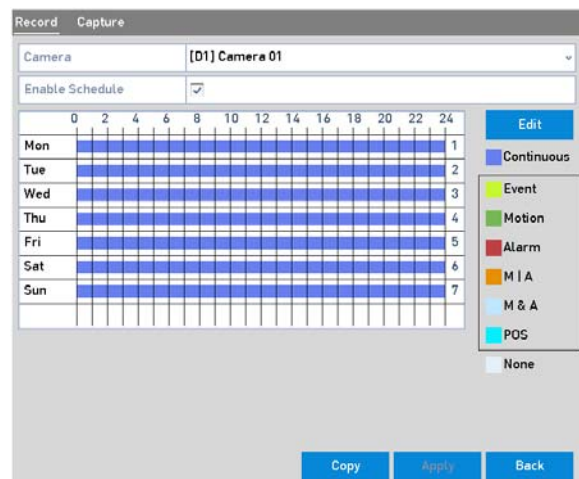 Record Capture
Camera [D1] Camera 01
Enable Schedule
0 2 4 6 8 10 12 14 16 18 20 22 24
Edit
Mon 1
Continuous
Tue 2
Event
Wed 3
Motion
Thu 4
Alarm
Fri 5
M | A
Sat 6
M & A
Sun 7
POS
None
Copy Apply Back